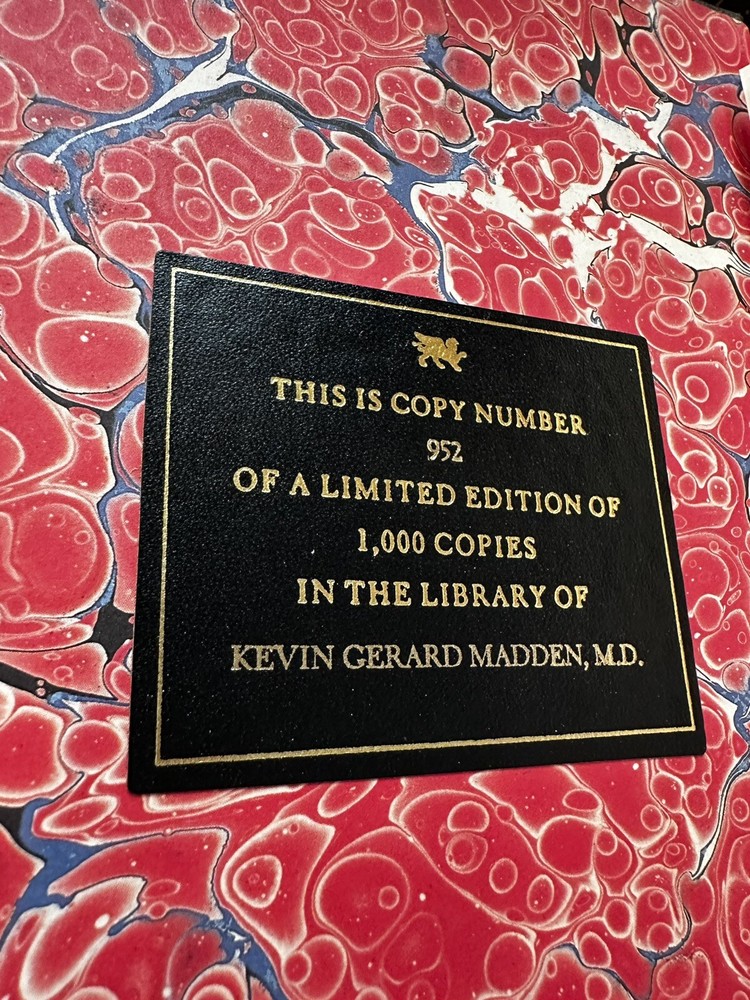 THIS IS COPY NUMBER
952
OF A LIMITED EDITION OF
1,000 COPIES
IN THE LIBRARY OF
KEVIN GERARD MADDEN, M.D.